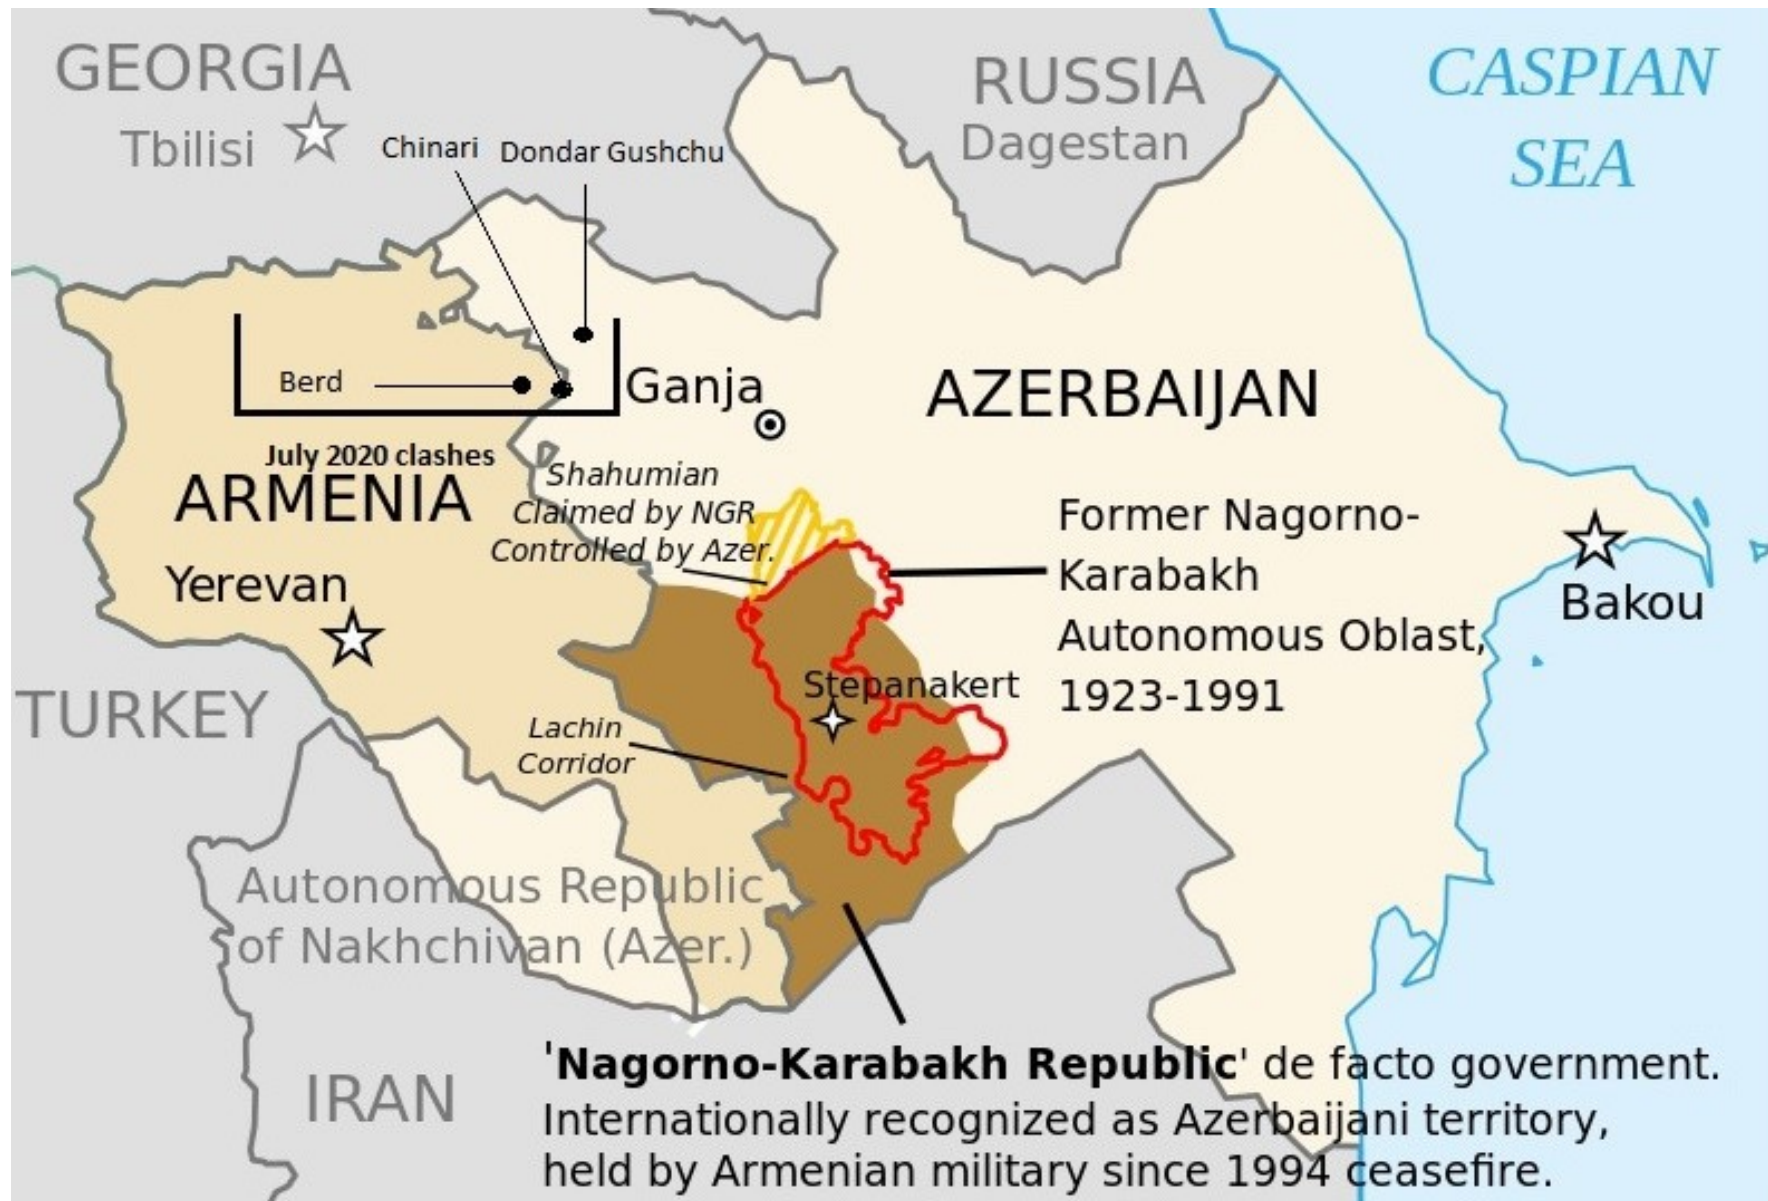 GEORGIA
Tbilisi
Chinari
Dondar Gushchu
RUSSIA
Dagestan
CASPIAN
SEA
Berd
Ganja
AZERBAIJAN
July 2020 clashes
ARMENIA
Shahumian
Claimed by NGR
Controlled by Azer.
Former Nagorno-
Karabakh
Autonomous Oblast,
1923-1991
Bakou
Yerevan
TURKEY
Stepanakert
Lachin
Corridor
Autonomous Republic
of Nakhchivan (Azer.)
IRAN
'Nagorno-Karabakh Republic' de facto government.
Internationally recognized as Azerbaijani territory,
held by Armenian military since 1994 ceasefire.